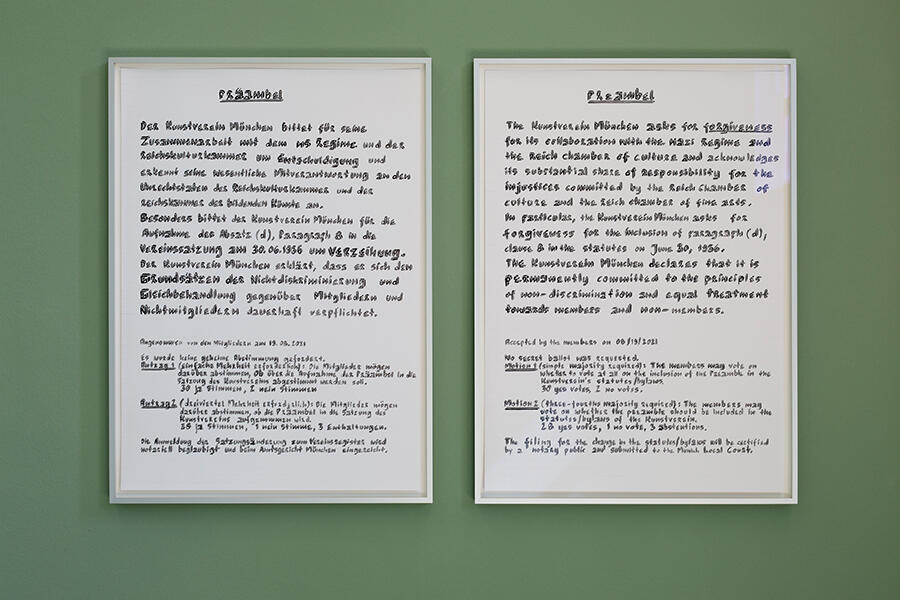 Präambel
Der Kunstverein München bittet für seine
Zusammenarbeit mit dem NS Regime und der
Reichskulturkammer um Entschuldigung und
erkennt seine wesentliche Mitverantwortung an den
Unrechtstaten der Reichskulturkammer und der
Reichskammer der bildenden Künste an.
Besonders bittet der Kunstverein München für die
Aufnahme des Absatz (d), Paragraph 8 in die
Vereinssatzung am 30.06.1936 um Verzeihung.
Der Kunstverein München erklärt, dass er sich den
Grundsätzen der Nichtdiskriminierung und
Gleichbehandlung gegenüber Mitgliedern und
Nichtmitgliedern dauerhaft verpflichtet.
Angenommen von den Mitgliedern am 19.08.2021
Es wurde keine geheime Abstimmung gefordert.
Antrag 1 (einfache Mehrheit erforderlich): Die Mitglieder mögen
darüber abstimmen, ob über die Aufnahme der Präambel in die
Satzung des Kunstvereins abgestimmt werden soll.
30 ja Stimmen, 2 nein Stimmen
Antrag 2 (dreiviertel Mehrheit erforderlich): Die Mitglieder mögen
darüber abstimmen, ob die Präambel in die Satzung des
Kunstvereins aufgenommen wird.
28 ja Stimmen, 1 nein Stimme, 3 Enthaltungen.
Die Anmeldung der Satzungsänderung zum Vereinsregister wird
notariell beglaubigt und beim Amtsgericht München eingereicht.
Preambel
The Kunstverein München asks for forgiveness
for its collaboration with the Nazi Regime and
the Reich chamber of culture and acknowledges
its substantial share of responsibility for the
injustices committed by the Reich Chamber of
culture and the reich chamber of fine arts.
In particular, the Kunstverein München asks for
forgiveness for the inclusion of paragraph (d),
clause 8 in the statutes on June 30, 1936.
The Kunstverein München declares that it is
permanently committed to the principles
of non-discrimination and equal treatment
towards members and non-members.
Accepted by the members on 08/19/2021
No secret ballot was requested.
Motion 1 (simple majority required): The members may vote on
whether to vote at all on the inclusion of the Preamble in the
Kunstverein's statutes/bylaws.
30 yes votes, 2 no votes.
Motion 2 (three-fourths majority required): The members may
vote on whether the preamble should be included in the
statutes/bylaws of the Kunstverein.
28 yes votes, 1 no vote, 3 abstentions.
The filing for the change in the statutes/bylaws will be certified
by a notary public and submitted to the Munich Local Court.